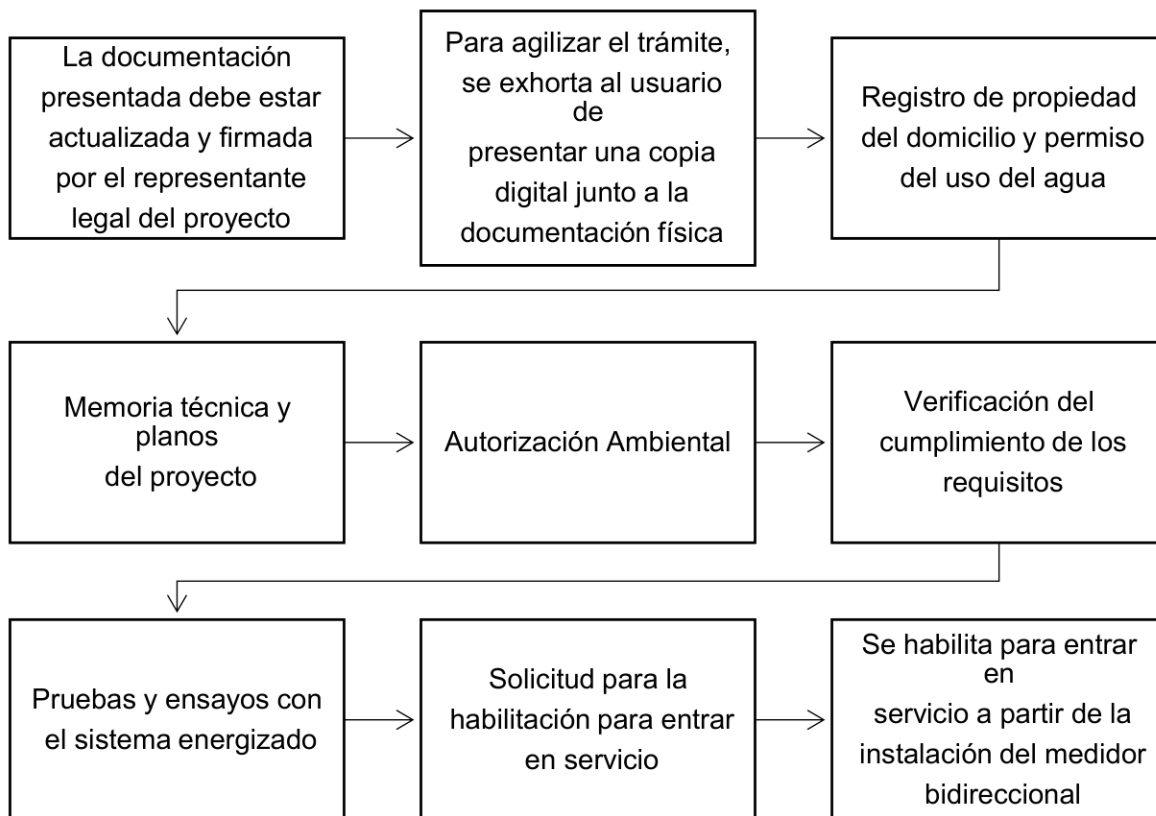 La documentación
presentada debe estar
actualizada y firmada
por el representante
legal del proyecto
Para agilizar el trámite,
se exhorta al usuario
de
presentar una copia
digital junto a la
documentación física
Registro de propiedad
del domicilio y permiso
del uso del agua
Memoria técnica y
planos
del proyecto
Autorización Ambiental
Verificación del
cumplimiento de los
requisitos
Pruebas y ensayos con
el sistema energizado
Solicitud para la
habilitación para entrar
en servicio
Se habilita para entrar
en
servicio a partir de la
instalación del medidor
bidireccional